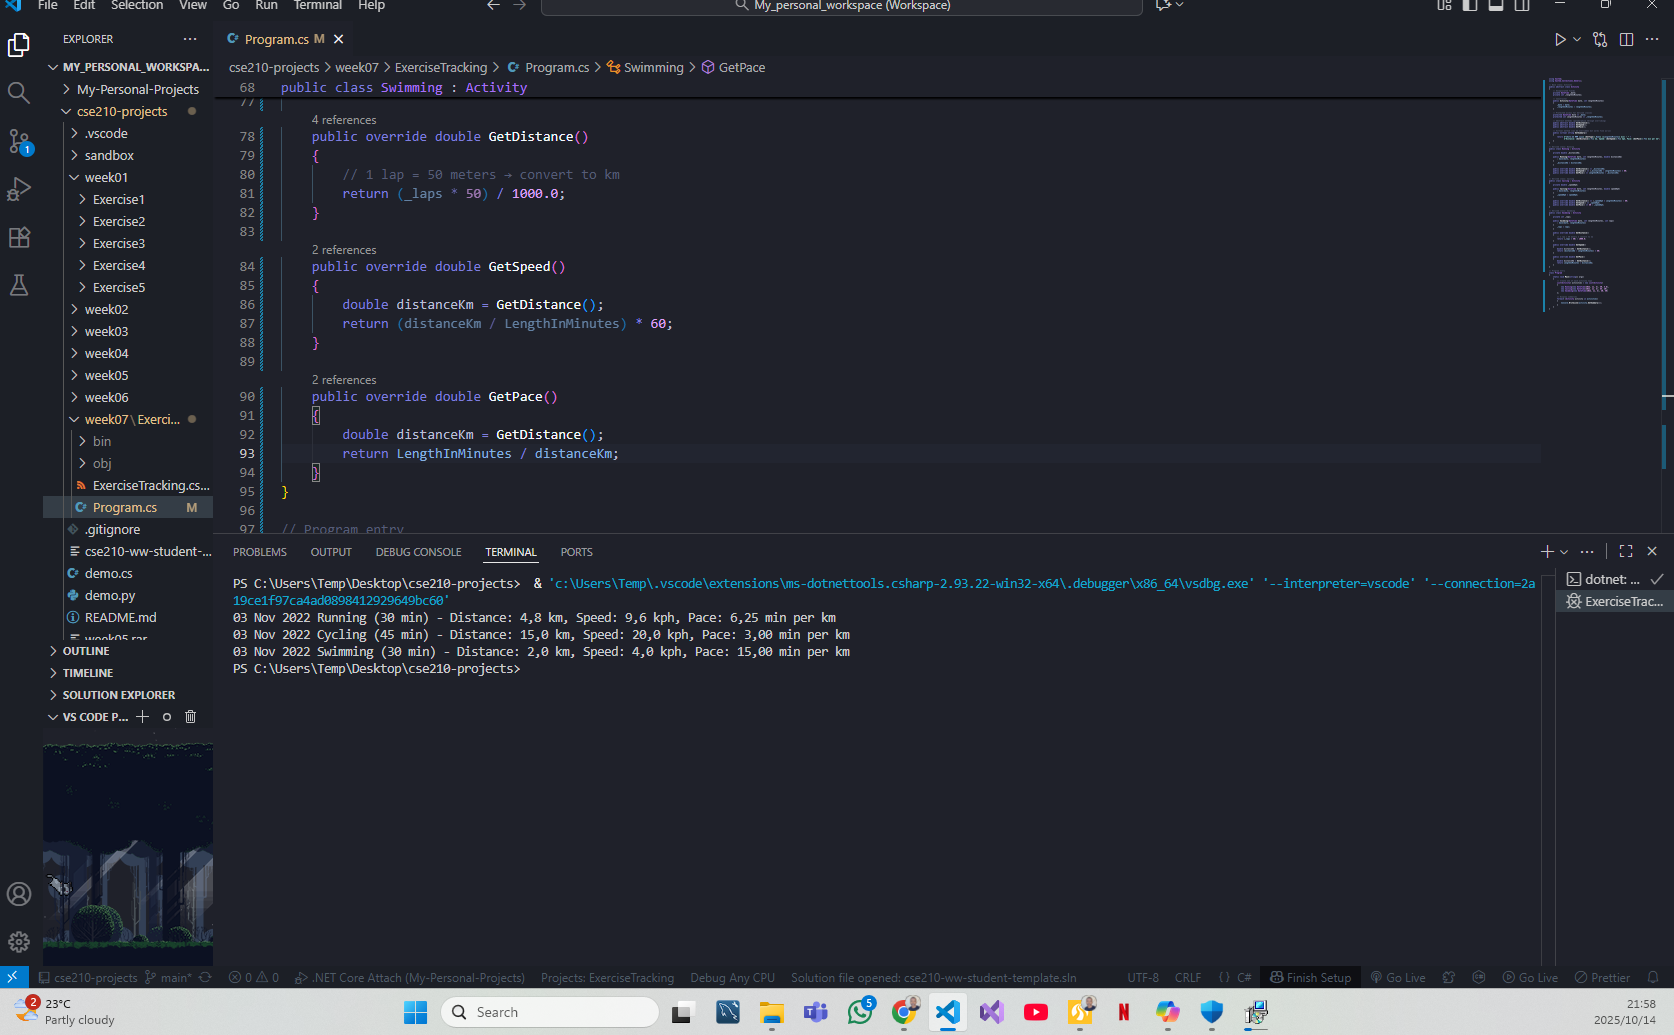 File Edit Selection View Go Run Terminal Help
My_personal_workspace (Workspace)
EXPLORER
Program.cs M
MY_PERSONAL_WORKSPA...
My-Personal-Projects
cse210-projects
.vscode
sandbox
week01
Exercise1
Exercise2
Exercise3
Exercise4
Exercise5
week02
week03
week04
week05
week06
week07\Exerci...
bin
obj
ExerciseTracking.cs...
Program.cs M
.gitignore
cse210-ww-student-...
demo.cs
demo.py
README.md
week05.rar
OUTLINE
TIMELINE
SOLUTION EXPLORER
VS CODE P...
cse210-projects > week07 > ExerciseTracking > Program.cs > Swimming > GetPace
68 public class Swimming : Activity
77
4 references
78 public override double GetDistance()
79 {
80 // 1 lap = 50 meters → convert to km
81 return (_laps * 50) / 1000.0;
82 }
83
2 references
84 public override double GetSpeed()
85 {
86 double distanceKm = GetDistance();
87 return (distanceKm / LengthInMinutes) * 60;
88 }
89
2 references
90 public override double GetPace()
91 {
92 double distanceKm = GetDistance();
93 return LengthInMinutes / distanceKm;
94 }
95 }
96
97 // Program entry
PROBLEMS OUTPUT DEBUG CONSOLE TERMINAL PORTS
PS C:\Users\Temp\Desktop\cse210-projects> & 'c:\Users\Temp\.vscode\extensions\ms-dotnettools.csharp-2.93.22-win32-x64\.debugger\x86_64\vsdbg.exe' '--interpreter=vscode' '--connection=2a
19ce1f97ca4ad0898412929649bc60'
03 Nov 2022 Running (30 min) - Distance: 4,8 km, Speed: 9,6 kph, Pace: 6,25 min per km
03 Nov 2022 Cycling (45 min) - Distance: 15,0 km, Speed: 20,0 kph, Pace: 3,00 min per km
03 Nov 2022 Swimming (30 min) - Distance: 2,0 km, Speed: 4,0 kph, Pace: 15,00 min per km
PS C:\Users\Temp\Desktop\cse210-projects>
dotnet: ...
ExerciseTrac...
1
cse210-projects main* 0 0 .NET Core Attach (My-Personal-Projects) Projects: ExerciseTracking Debug Any CPU Solution file opened: cse210-ww-student-template.sln UTF-8 CRLF {} C# Finish Setup Go Live Go Live Prettier
2
23°C
Partly cloudy
Search
5
21:58
2025/10/14